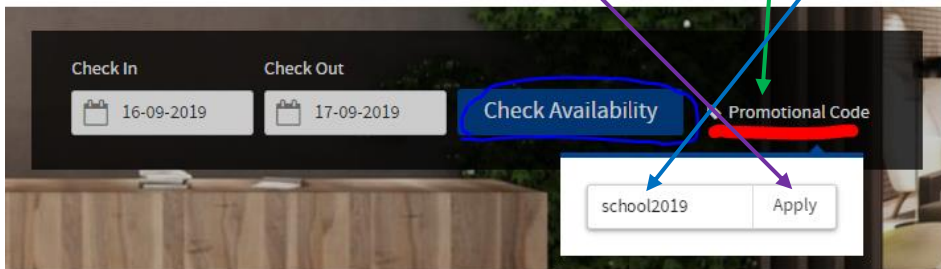 Check In
Check Out
16-09-2019
17-09-2019
Check Availability
Promotional Code
school2019
Apply